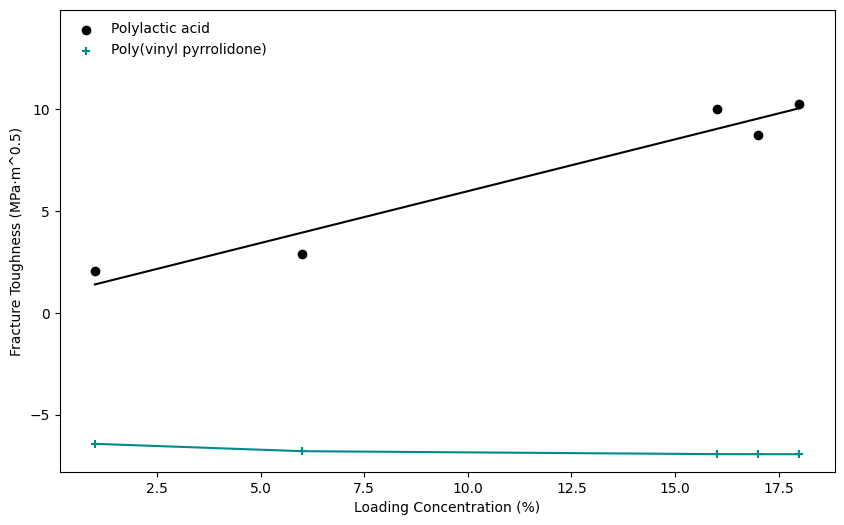 Polylactic acid
Poly(vinyl pyrrolidone)
Fracture Toughness (MPa·m^0.5)
10
5
0
−5
2.5 5.0 7.5 10.0 12.5 15.0 17.5
Loading Concentration (%)